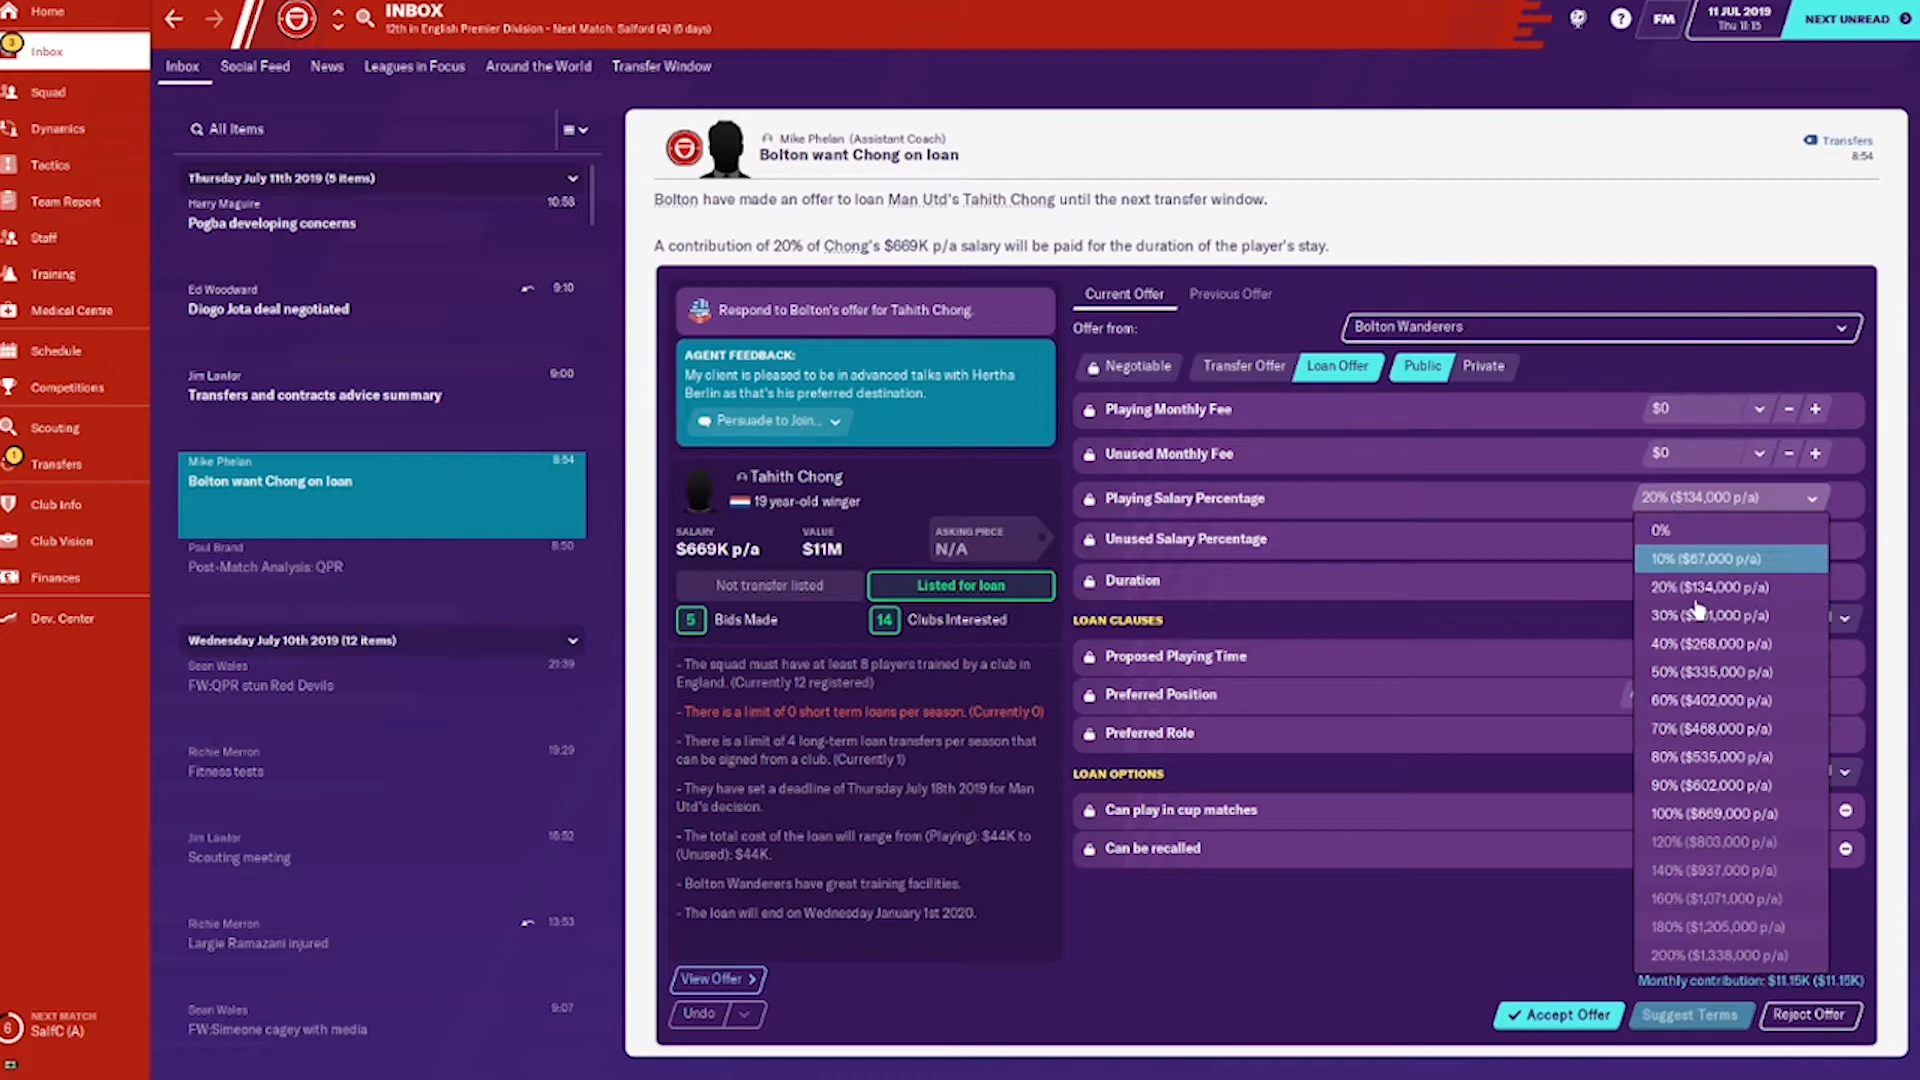 Home
3
Inbox
Squad
Dynamics
Tactics
Team Report
Staff
Training
Medical Centre
Schedule
Competitions
Scouting
1
Transfers
Club Info
Club Vision
Finances
Dev. Center
6
NEXT MATCH
SalfC (A)
INBOX
12th in English Premier Division - Next Match: Salford (A) (6 days)
?
FM
11 JUL 2019
Thu 11:15
NEXT UNREAD
Inbox
Social Feed
News
Leagues in Focus
Around the World
Transfer Window
All Items
Thursday July 11th 2019 (5 items)
Harry Maguire
10:58
Pogba developing concerns
Ed Woodward
9:10
Diogo Jota deal negotiated
Jim Lawlor
9:00
Transfers and contracts advice summary
Mike Phelan
8:54
Bolton want Chong on loan
Paul Brand
8:50
Post-Match Analysis: QPR
Wednesday July 10th 2019 (12 items)
Sean Wales
21:39
FW:QPR stun Red Devils
Richie Merron
19:29
Fitness tests
Jim Lawlor
16:52
Scouting meeting
Richie Merron
13:53
Largie Ramazani injured
Sean Wales
9:07
FW:Simeone cagey with media
Mike Phelan (Assistant Coach)
Bolton want Chong on loan
Transfers
8:54
Bolton have made an offer to loan Man Utd's Tahith Chong until the next transfer window.
A contribution of 20% of Chong's $669K p/a salary will be paid for the duration of the player's stay.
Respond to Bolton's offer for Tahith Chong.
AGENT FEEDBACK:
My client is pleased to be in advanced talks with Hertha
Berlin as that's his preferred destination.
Persuade to Join...
Tahith Chong
19 year-old winger
SALARY
$669K p/a
VALUE
$11M
ASKING PRICE
N/A
Not transfer listed
Listed for loan
5
Bids Made
14
Clubs Interested
- The squad must have at least 8 players trained by a club in
England. (Currently 12 registered)
- There is a limit of 0 short term loans per season. (Currently 0)
- There is a limit of 4 long-term loan transfers per season that
can be signed from a club. (Currently 1)
- They have set a deadline of Thursday July 18th 2019 for Man
Utd's decision.
- The total cost of the loan will range from (Playing): $44K to
(Unused): $44K.
- Bolton Wanderers have great training facilities.
- The loan will end on Wednesday January 1st 2020.
View Offer
Undo
Current Offer
Previous Offer
Offer from:
Bolton Wanderers
Negotiable
Transfer Offer
Loan Offer
Public
Private
Playing Monthly Fee
$0
Unused Monthly Fee
$0
Playing Salary Percentage
20% ($134,000 p/a)
Unused Salary Percentage
Duration
LOAN CLAUSES
Proposed Playing Time
Preferred Position
Preferred Role
LOAN OPTIONS
Can play in cup matches
Can be recalled
0%
10% ($67,000 p/a)
20% ($134,000 p/a)
30% 1,000 p/a)
40% ($268,000 p/a)
50% ($335,000 p/a)
60% ($402,000 p/a)
70% ($468,000 p/a)
80% ($535,000 p/a)
90% ($602,000 p/a)
100% ($669,000 p/a)
120% ($803,000 p/a)
140% ($937,000 p/a)
160% ($1,071,000 p/a)
180% ($1,205,000 p/a)
200% ($1,338,000 p/a)
Monthly contribution: $11.15K ($11.15K)
Accept Offer
Suggest Terms
Reject Offer